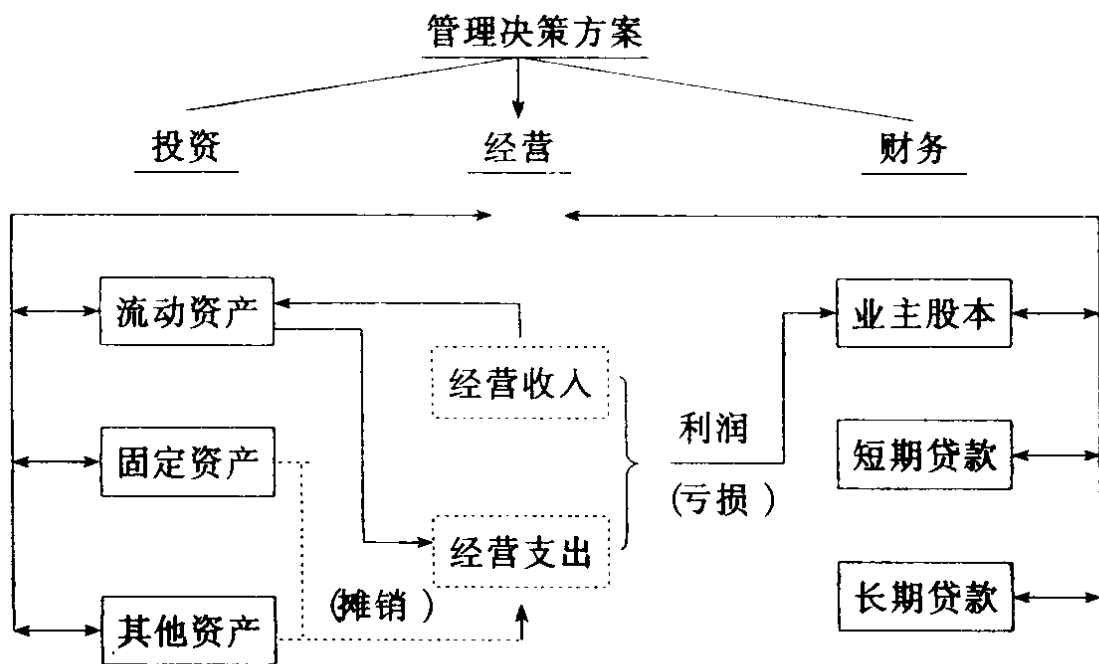 管理决策方案
投资
经营
财务
流动资产
业主股本
经营收入
利润
固定资产
短期贷款
(亏损)
经营支出
(摊销)
长期贷款
其他资产